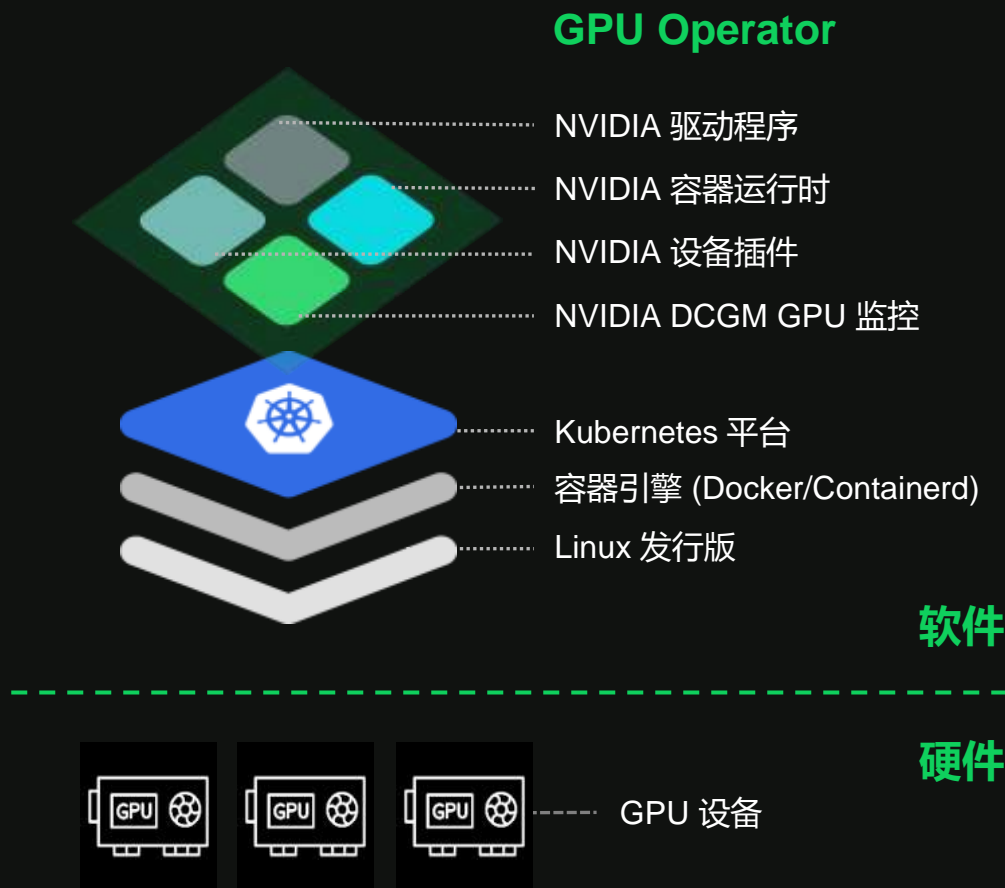 GPU Operator
NVIDIA 驱动程序
NVIDIA 容器运行时
NVIDIA 设备插件
NVIDIA DCGM GPU 监控
Kubernetes 平台
容器引擎 (Docker/Containerd)
Linux 发行版
软件
硬件
GPU
GPU
GPU
GPU 设备